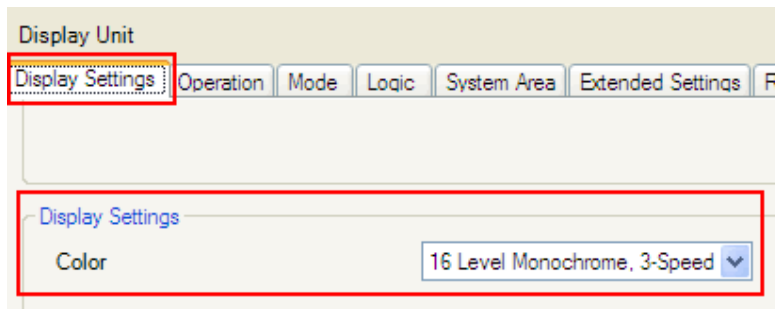 Display Unit
Display Settings Operation Mode Logic System Area Extended Settings
Display Settings
Color 16 Level Monochrome, 3-Speed